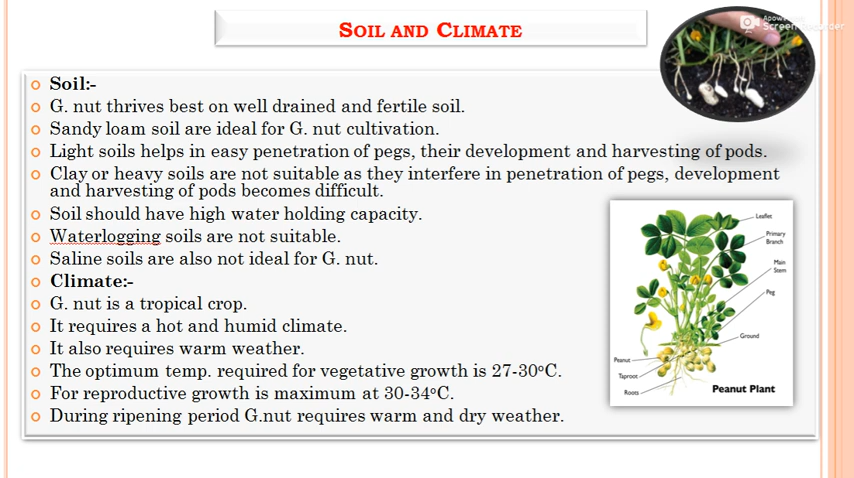 SOIL AND CLIMATE
Apowersoft
Screen Recorder
Soil:-
G. nut thrives best on well drained and fertile soil.
Sandy loam soil are ideal for G. nut cultivation.
Light soils helps in easy penetration of pegs, their development and harvesting of pods.
Clay or heavy soils are not suitable as they interfere in penetration of pegs, development
and harvesting of pods becomes difficult.
Soil should have high water holding capacity.
Waterlogging soils are not suitable.
Saline soils are also not ideal for G. nut.
Climate:-
G. nut is a tropical crop.
It requires a hot and humid climate.
It also requires warm weather.
The optimum temp. required for vegetative growth is 27-30°C.
For reproductive growth is maximum at 30-34°C.
During ripening period G.nut requires warm and dry weather.
Leaflet
Primary
Branch
Main
Stem
Peg
Ground
Peanut
Taproot
Roots
Peanut Plant